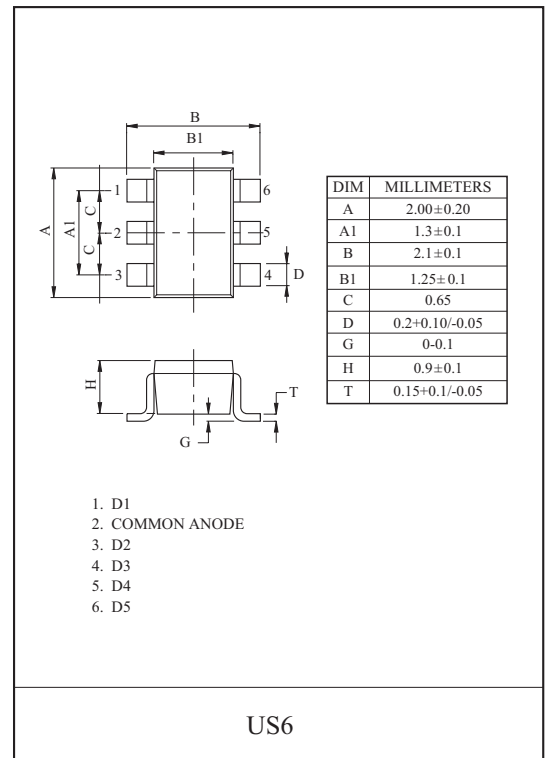 B
B1
1 6
2 5
3 4
A
A1
C
C
D
H
G
T
DIM MILLIMETERS
A 2.00±0.20
A1 1.3±0.1
B 2.1±0.1
B1 1.25±0.1
C 0.65
D 0.2+0.10/-0.05
G 0-0.1
H 0.9±0.1
T 0.15+0.1/-0.05
1. D1
2. COMMON ANODE
3. D2
4. D3
5. D4
6. D5
US6